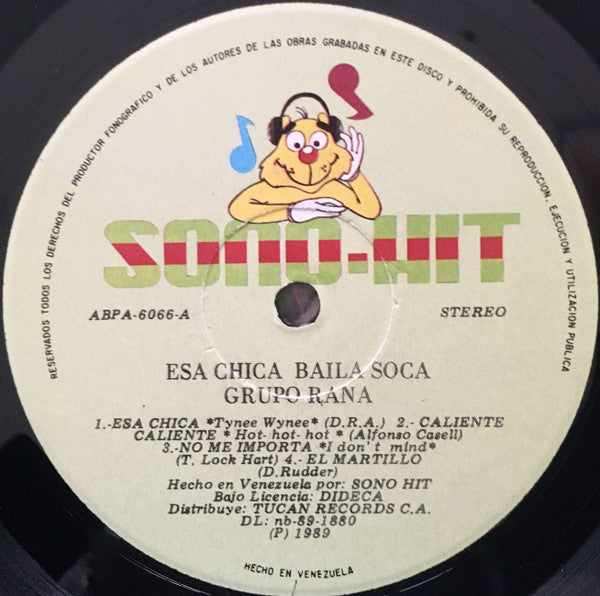 RESERVADOS TODOS LOS DERECHOS DEL PRODUCTOR FONOGRAFICO Y DE LOS AUTORES DE LAS OBRAS GRABADAS EN ESTE DISCO Y PROHIBIDA SU REPRODUCCION, EJECUCION Y UTILIZACION PUBLICA
SONO-HIT
ABPA-6066-A STEREO
ESA CHICA BAILA SOCA
GRUPO RANA
1.-ESA CHICA *Tynee Wynee* (D.R.A.) 2.- CALIENTE
CALIENTE * Hot- hot- hot * (Alfonso Casell)
3.-NO ME IMPORTA *I don't mind*
(T. Lock Hart) 4.- EL MARTILLO
(D.Rudder)
Hecho en Venezuela por: SONO HIT
Bajo Licencia: DIDECA
Distribuye: TUCAN RECORDS C.A.
DL: nb-89-1880
(P) 1989
HECHO EN VENEZUELA